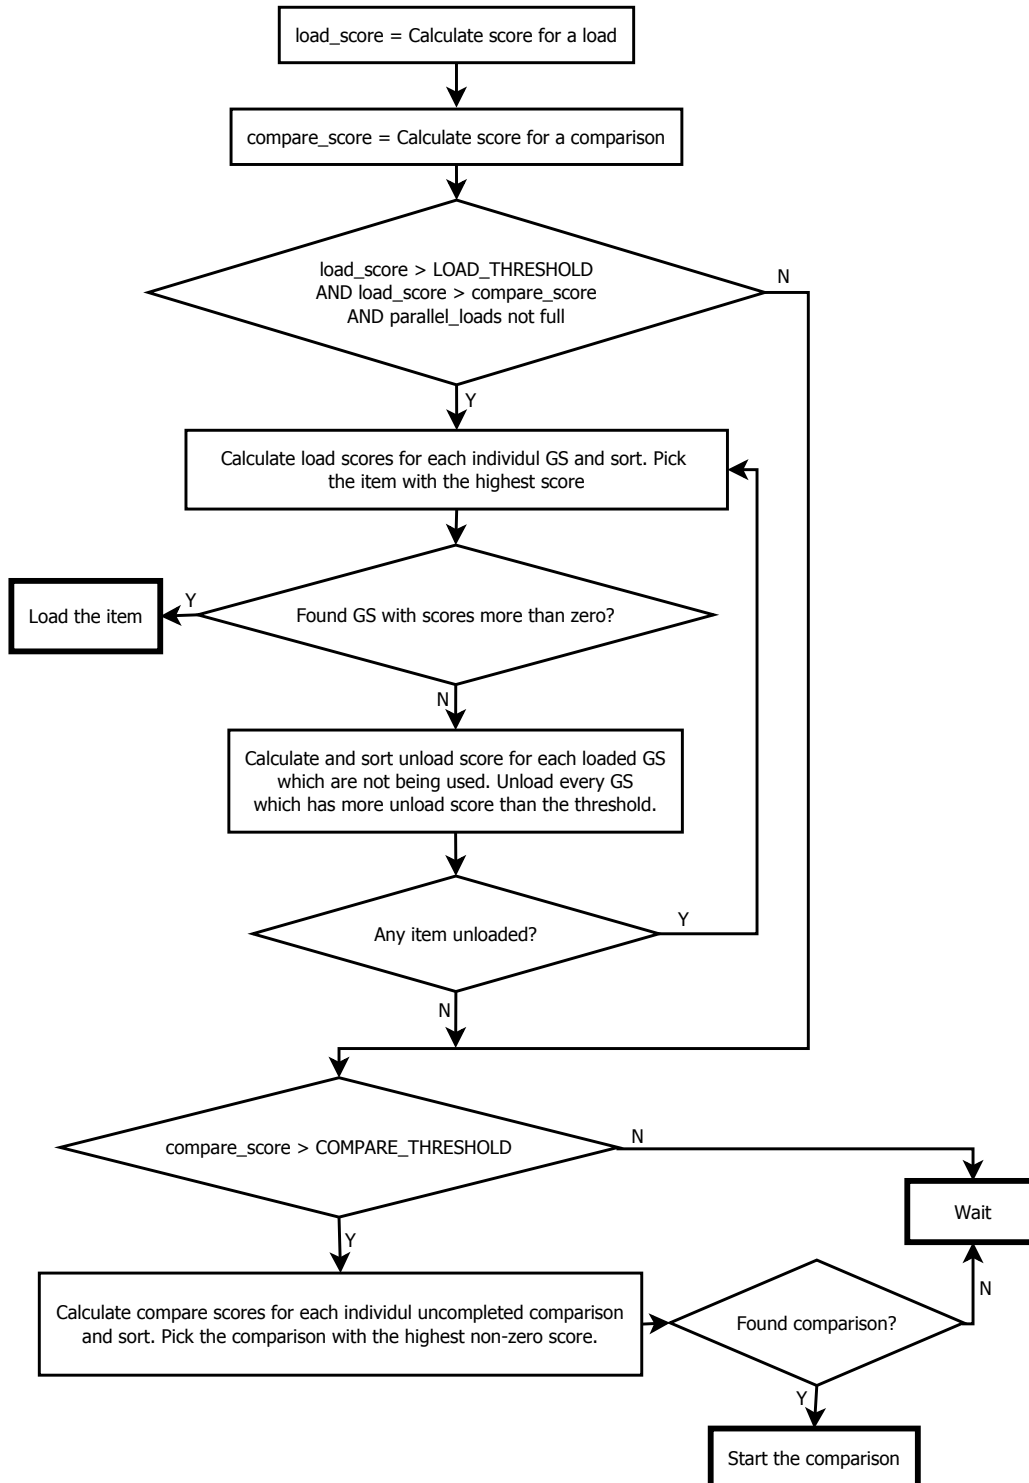 load_score = Calculate score for a load
compare_score = Calculate score for a comparison
load_score > LOAD_THRESHOLD
AND load_score > compare_score
AND parallel_loads not full
N
Y
Calculate load scores for each individul GS and sort. Pick
the item with the highest score
Load the item
Y
Found GS with scores more than zero?
N
Calculate and sort unload score for each loaded GS
which are not being used. Unload every GS
which has more unload score than the threshold.
Any item unloaded?
Y
N
compare_score > COMPARE_THRESHOLD
N
Wait
Y
Calculate compare scores for each individul uncompleted comparison
and sort. Pick the comparison with the highest non-zero score.
Found comparison?
N
Y
Start the comparison